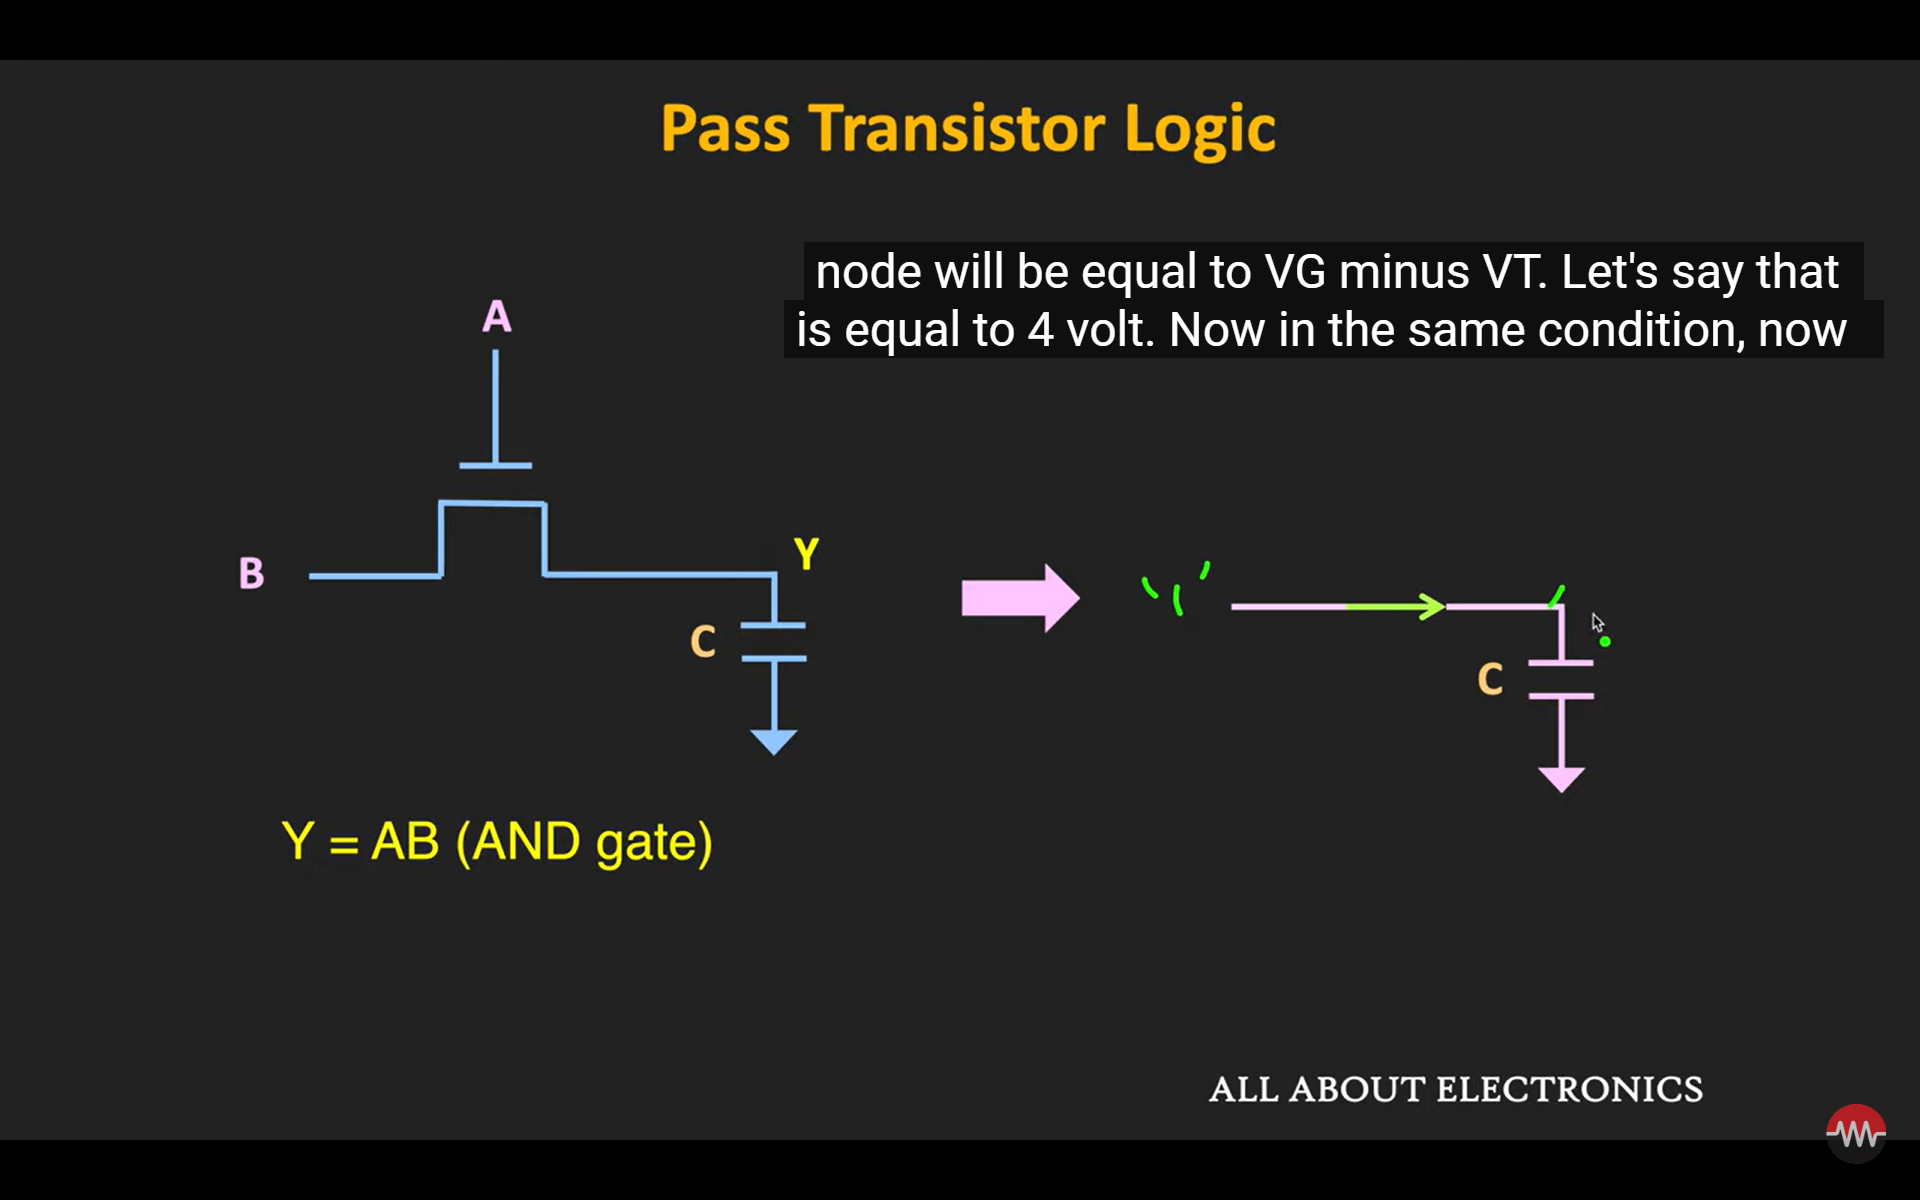 Pass Transistor Logic
node will be equal to VG minus VT. Let's say that
is equal to 4 volt. Now in the same condition, now
A
B
Y
C
C
Y = AB (AND gate)
ALL ABOUT ELECTRONICS